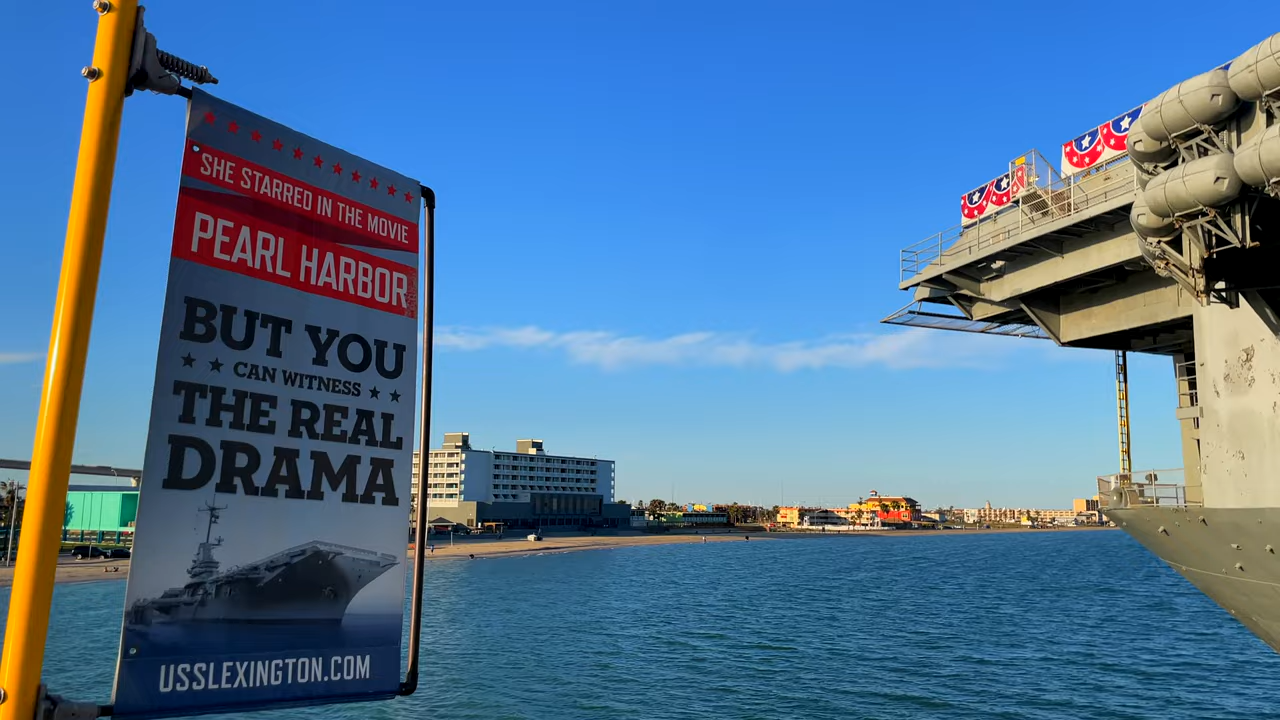 SHE STARRED IN THE MOVIE
PEARL HARBOR
BUT YOU
CAN WITNESS
THE REAL
DRAMA
USSLEXINGTON.COM